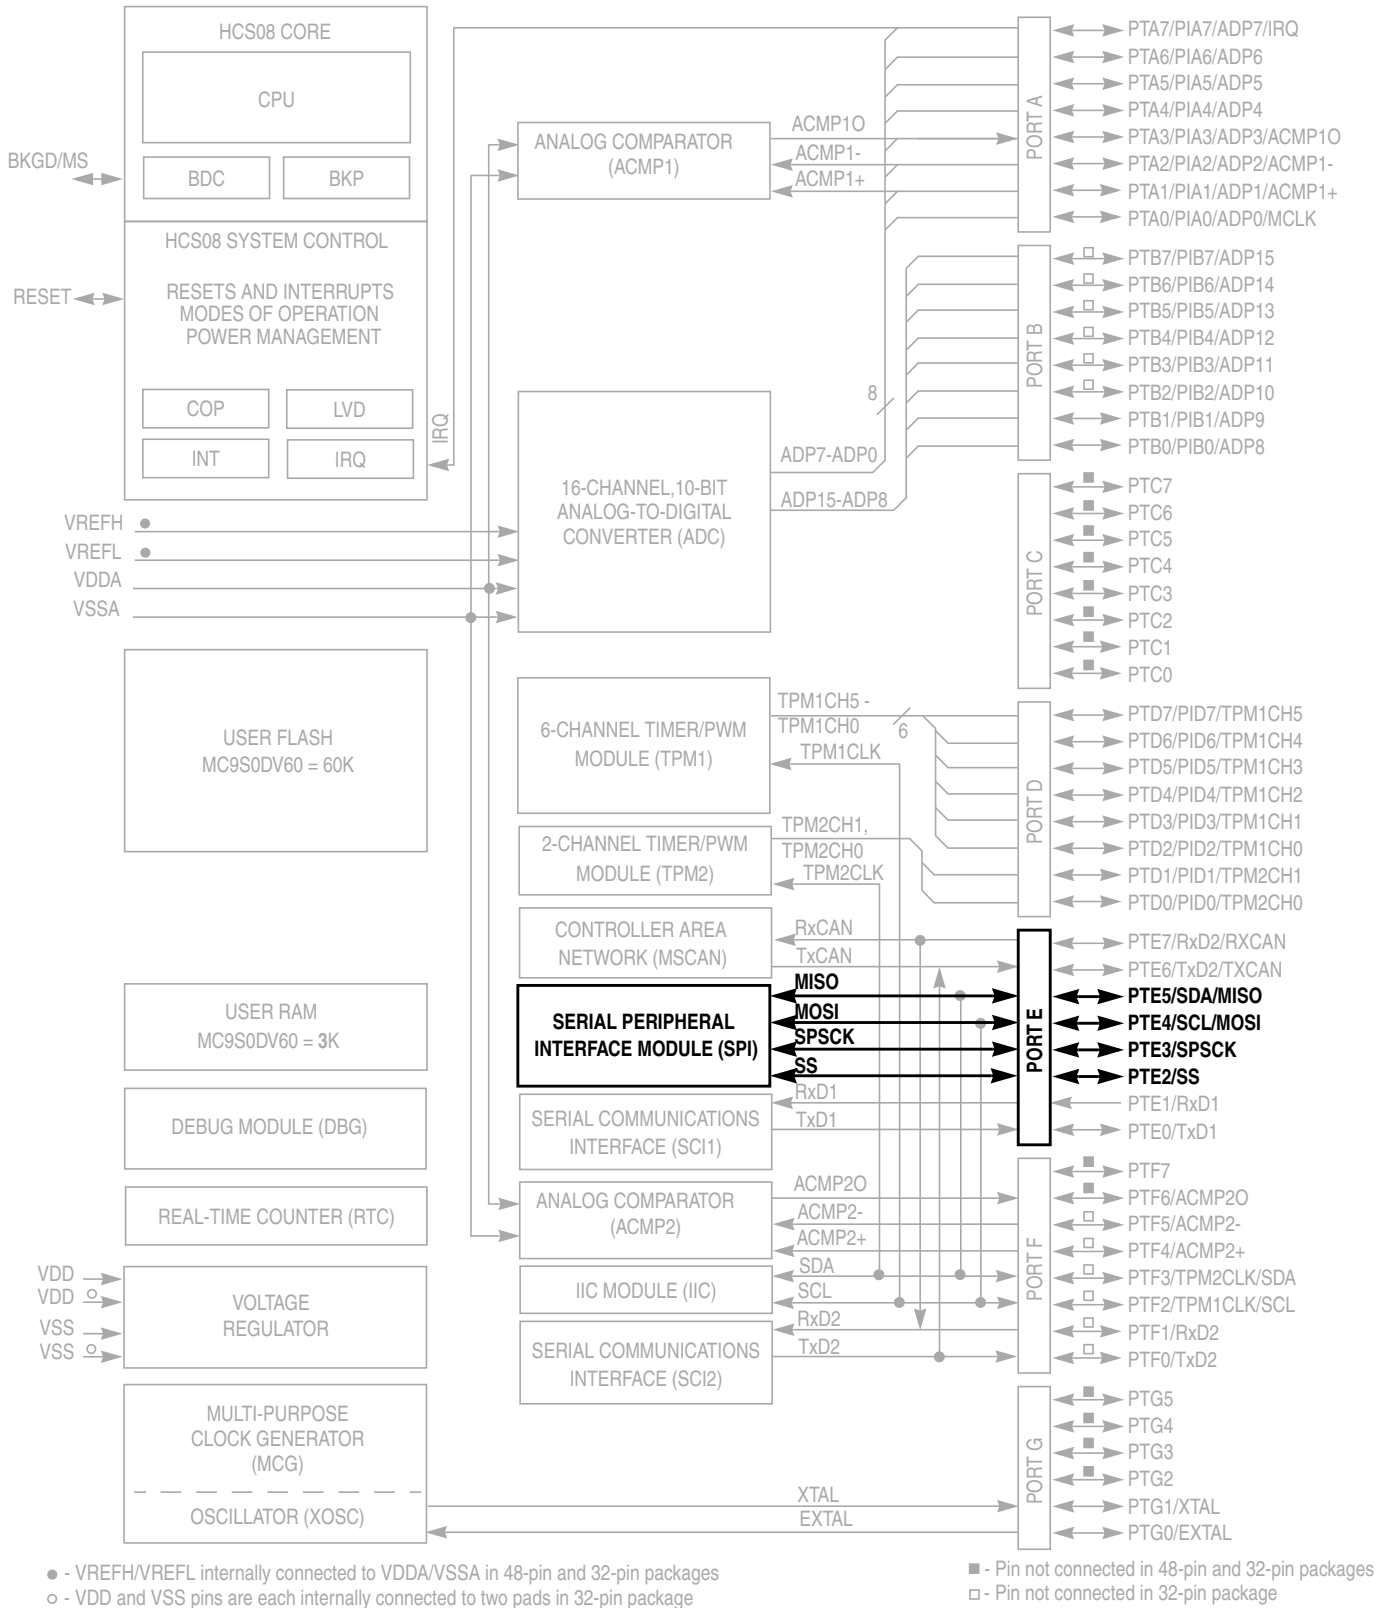 HCS08 CORE
CPU
BDC
BKP
BKGD/MS
HCS08 SYSTEM CONTROL
RESETS AND INTERRUPTS
MODES OF OPERATION
POWER MANAGEMENT
RESET
COP
LVD
INT
IRQ
IRQ
VREFH
VREFL
VDDA
VSSA
USER FLASH
MC9S0DV60 = 60K
USER RAM
MC9S0DV60 = 3K
DEBUG MODULE (DBG)
REAL-TIME COUNTER (RTC)
VDD
VDD
VSS
VSS
VOLTAGE
REGULATOR
MULTI-PURPOSE
CLOCK GENERATOR
(MCG)
OSCILLATOR (XOSC)
ANALOG COMPARATOR
(ACMP1)
ACMP1O
ACMP1-
ACMP1+
16-CHANNEL,10-BIT
ANALOG-TO-DIGITAL
CONVERTER (ADC)
8
ADP7-ADP0
ADP15-ADP8
6-CHANNEL TIMER/PWM
MODULE (TPM1)
TPM1CH5 -
TPM1CH0
6
TPM1CLK
2-CHANNEL TIMER/PWM
MODULE (TPM2)
TPM2CH1,
TPM2CH0
TPM2CLK
CONTROLLER AREA
NETWORK (MSCAN)
RxCAN
TxCAN
SERIAL PERIPHERAL
INTERFACE MODULE (SPI)
MISO
MOSI
SPSCK
SS
SERIAL COMMUNICATIONS
INTERFACE (SCI1)
RxD1
TxD1
ANALOG COMPARATOR
(ACMP2)
ACMP2O
ACMP2-
ACMP2+
IIC MODULE (IIC)
SDA
SCL
SERIAL COMMUNICATIONS
INTERFACE (SCI2)
RxD2
TxD2
XTAL
EXTAL
PORT A
PTA7/PIA7/ADP7/IRQ
PTA6/PIA6/ADP6
PTA5/PIA5/ADP5
PTA4/PIA4/ADP4
PTA3/PIA3/ADP3/ACMP1O
PTA2/PIA2/ADP2/ACMP1-
PTA1/PIA1/ADP1/ACMP1+
PTA0/PIA0/ADP0/MCLK
PORT B
PTB7/PIB7/ADP15
PTB6/PIB6/ADP14
PTB5/PIB5/ADP13
PTB4/PIB4/ADP12
PTB3/PIB3/ADP11
PTB2/PIB2/ADP10
PTB1/PIB1/ADP9
PTB0/PIB0/ADP8
PORT C
PTC7
PTC6
PTC5
PTC4
PTC3
PTC2
PTC1
PTC0
PORT D
PTD7/PID7/TPM1CH5
PTD6/PID6/TPM1CH4
PTD5/PID5/TPM1CH3
PTD4/PID4/TPM1CH2
PTD3/PID3/TPM1CH1
PTD2/PID2/TPM1CH0
PTD1/PID1/TPM2CH1
PTD0/PID0/TPM2CH0
PORT E
PTE7/RxD2/RXCAN
PTE6/TxD2/TXCAN
PTE5/SDA/MISO
PTE4/SCL/MOSI
PTE3/SPSCK
PTE2/SS
PTE1/RxD1
PTE0/TxD1
PORT F
PTF7
PTF6/ACMP2O
PTF5/ACMP2-
PTF4/ACMP2+
PTF3/TPM2CLK/SDA
PTF2/TPM1CLK/SCL
PTF1/RxD2
PTF0/TxD2
PORT G
PTG5
PTG4
PTG3
PTG2
PTG1/XTAL
PTG0/EXTAL
● - VREFH/VREFL internally connected to VDDA/VSSA in 48-pin and 32-pin packages
○ - VDD and VSS pins are each internally connected to two pads in 32-pin package
■ - Pin not connected in 48-pin and 32-pin packages
□ - Pin not connected in 32-pin package